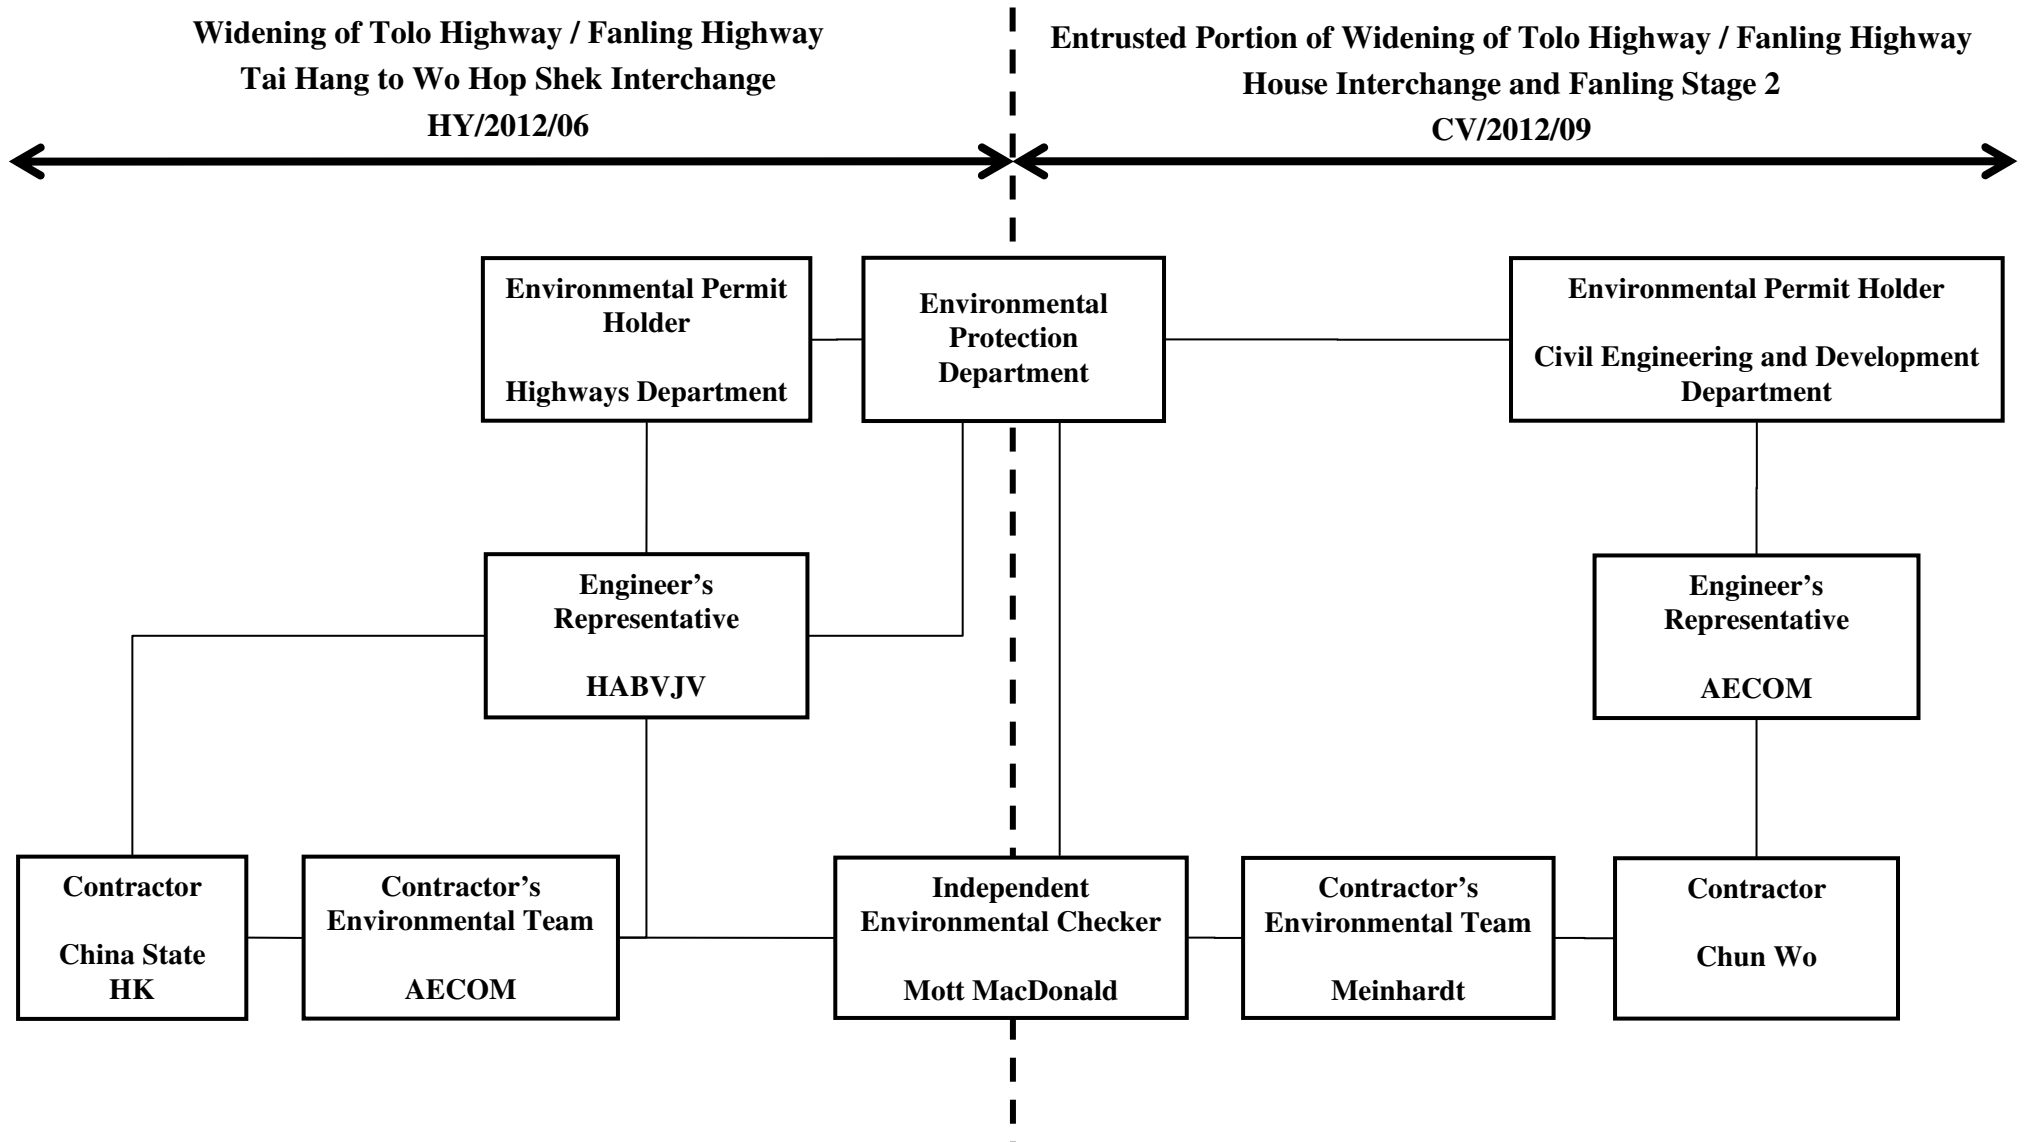 Widening of Tolo Highway / Fanling Highway
Tai Hang to Wo Hop Shek Interchange
HY/2012/06
Entrusted Portion of Widening of Tolo Highway / Fanling Highway
House Interchange and Fanling Stage 2
CV/2012/09
Environmental Permit
Holder
Highways Department
Environmental
Protection
Department
Environmental Permit Holder
Civil Engineering and Development
Department
Engineer’s
Representative
HABVJV
Engineer’s
Representative
AECOM
Contractor
China State
HK
Contractor’s
Environmental Team
AECOM
Independent
Environmental Checker
Mott MacDonald
Contractor’s
Environmental Team
Meinhardt
Contractor
Chun Wo